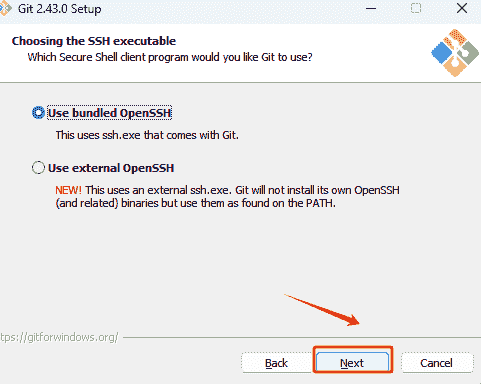 Git 2.43.0 Setup
Choosing the SSH executable
Which Secure Shell client program would you like Git to use?
Use bundled OpenSSH
This uses ssh.exe that comes with Git.
Use external OpenSSH
NEW! This uses an external ssh.exe. Git will not install its own OpenSSH
(and related) binaries but use them as found on the PATH.
tps://gitforwindows.org/
Back
Next
Cancel